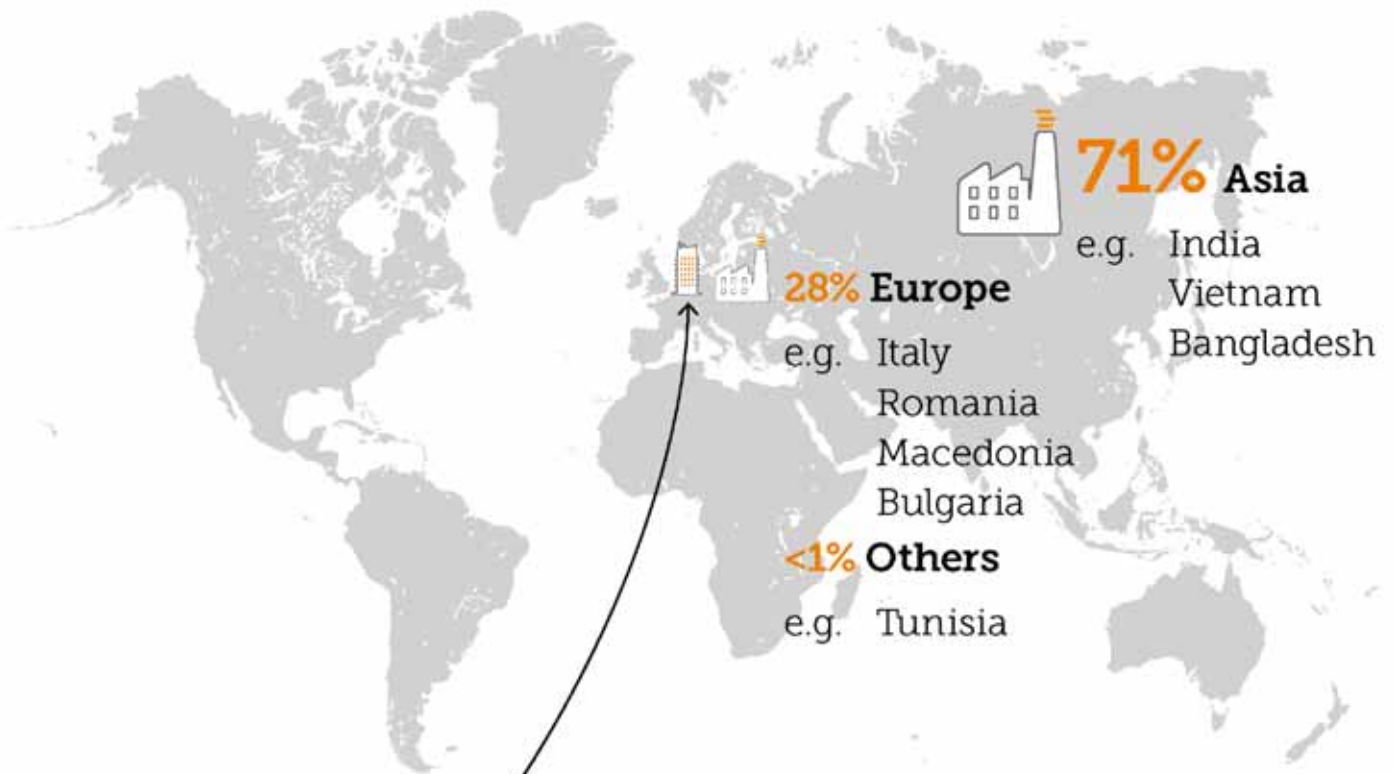 71% Asia
e.g. India
Vietnam
Bangladesh
28% Europe
e.g. Italy
Romania
Macedonia
Bulgaria
<1% Others
e.g. Tunisia